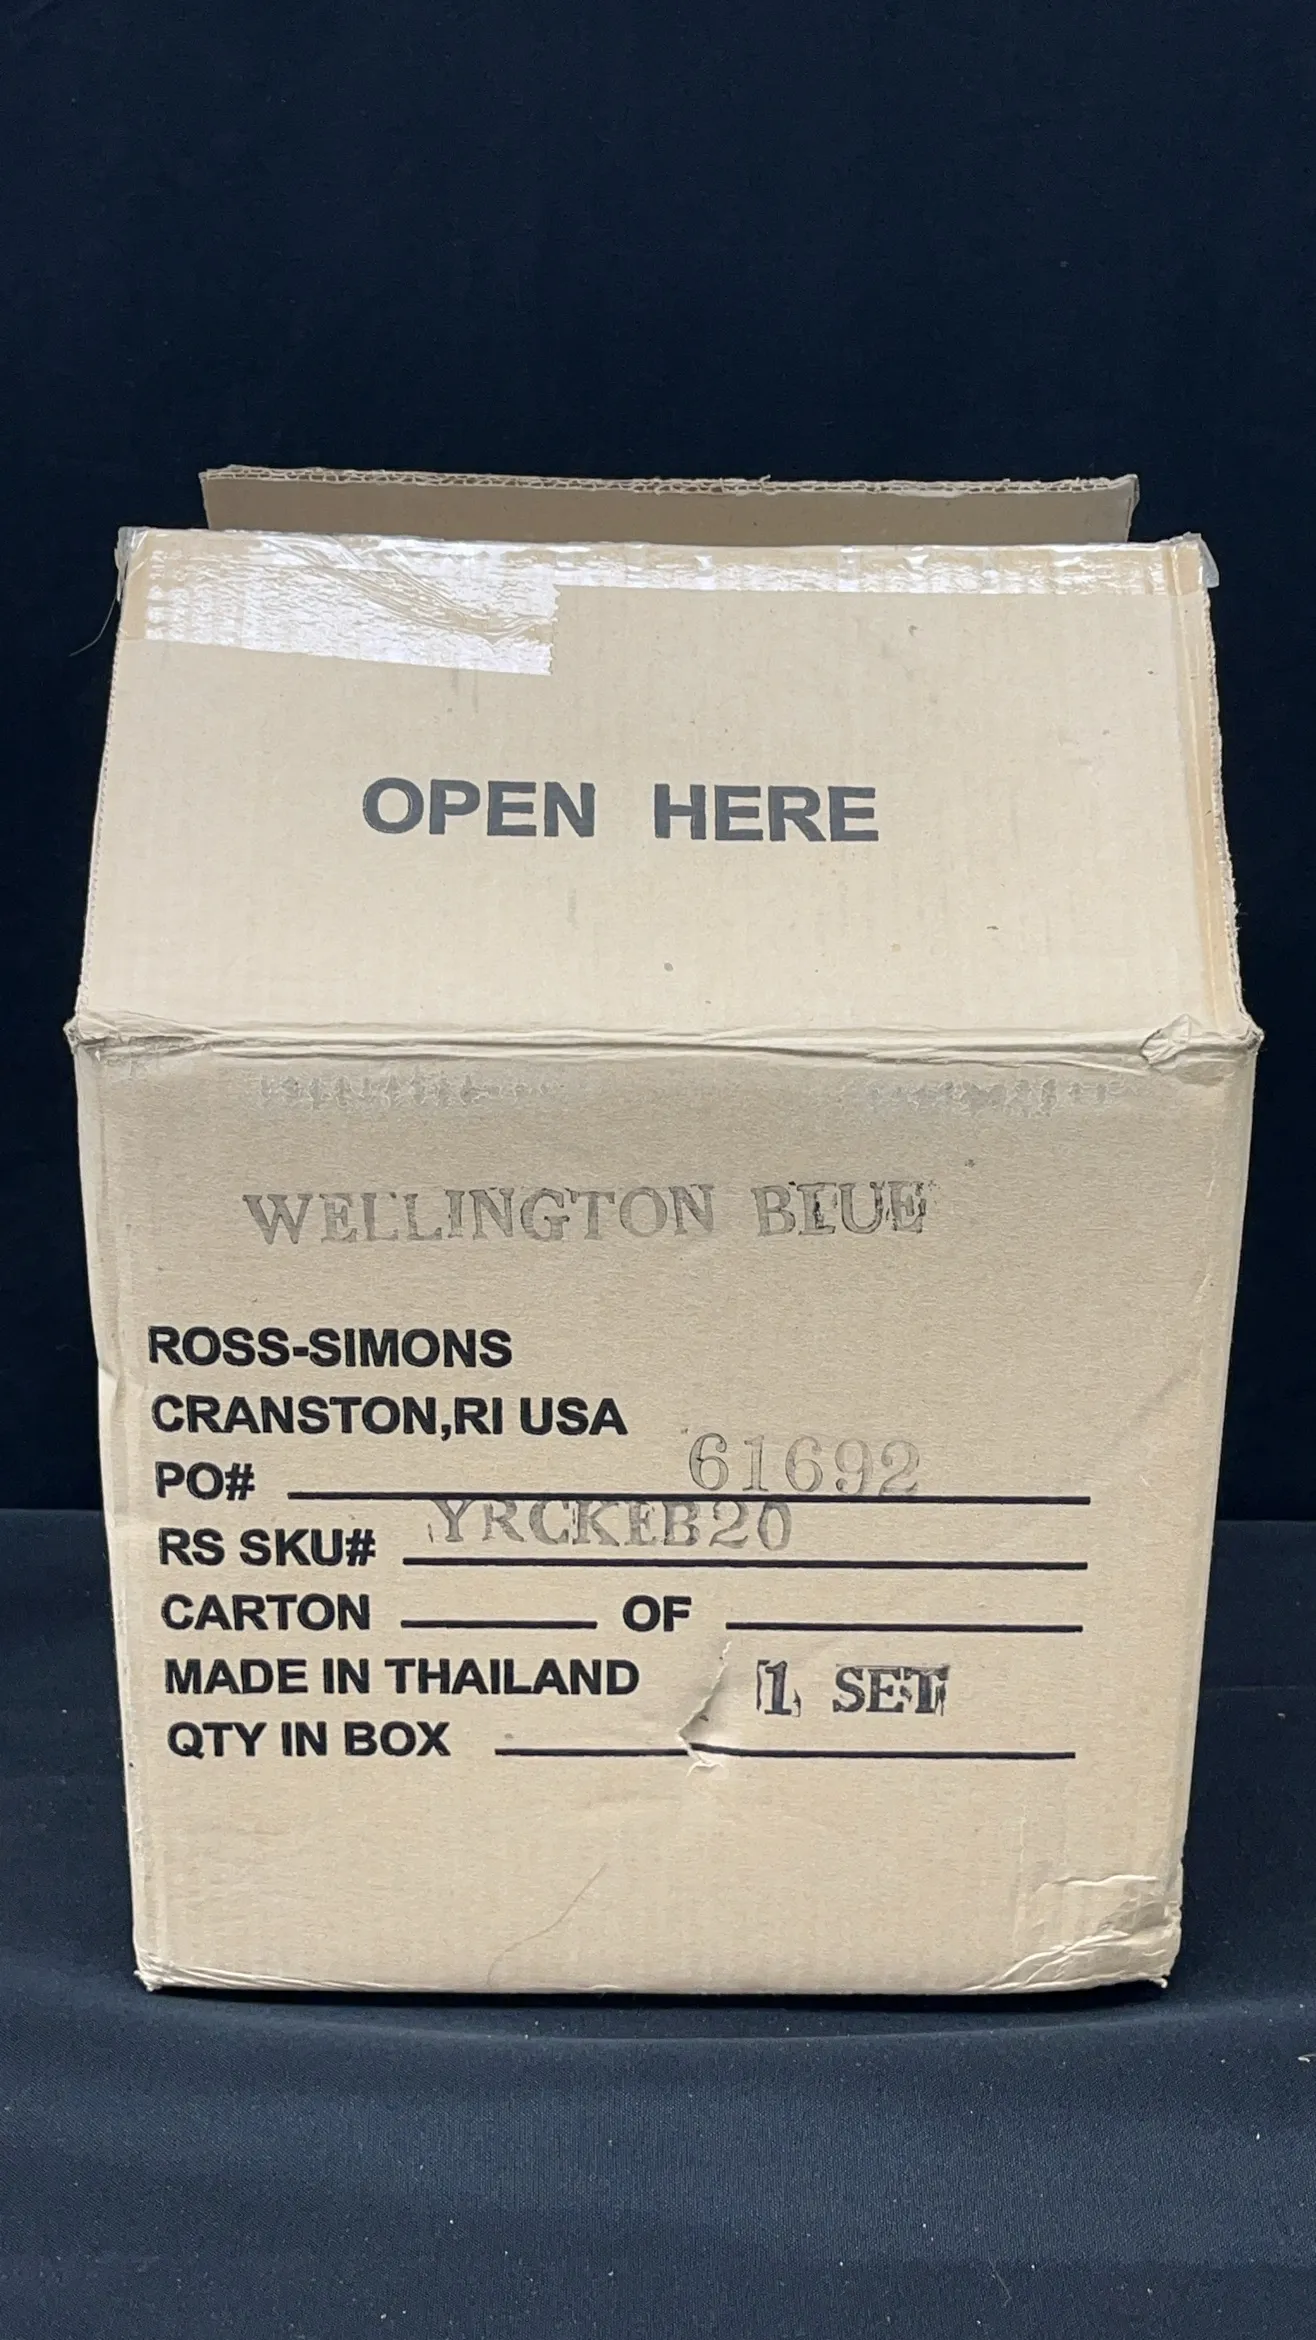 OPEN HERE
WELLINGTON BLUE
ROSS-SIMONS
CRANSTON,RI USA
PO# 61692
RS SKU# YRCKEB20
CARTON OF
MADE IN THAILAND
QTY IN BOX 1 SET